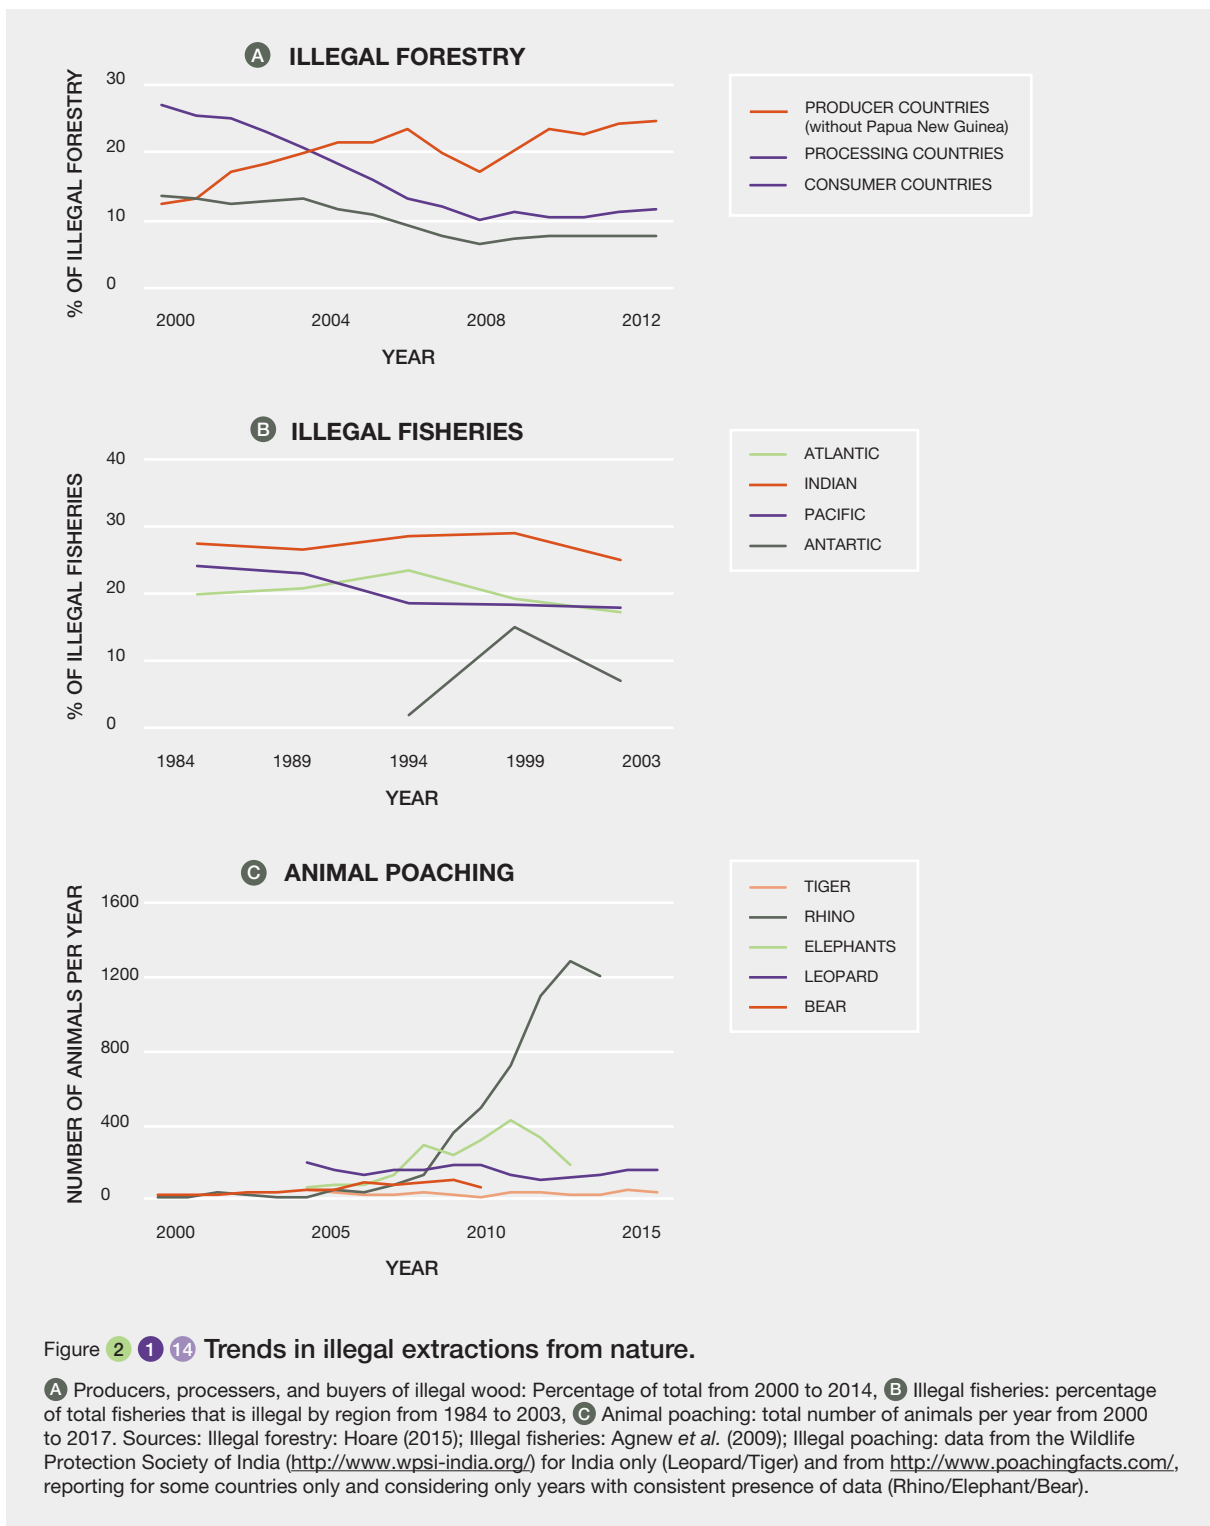 A ILLEGAL FORESTRY
% OF ILLEGAL FORESTRY
30
20
10
0
2000 2004 2008 2012
YEAR
PRODUCER COUNTRIES
(without Papua New Guinea)
PROCESSING COUNTRIES
CONSUMER COUNTRIES
B ILLEGAL FISHERIES
% OF ILLEGAL FISHERIES
40
30
20
10
0
1984 1989 1994 1999 2003
YEAR
ATLANTIC
INDIAN
PACIFIC
ANTARTIC
C ANIMAL POACHING
NUMBER OF ANIMALS PER YEAR
1600
1200
800
400
0
2000 2005 2010 2015
YEAR
TIGER
RHINO
ELEPHANTS
LEOPARD
BEAR
Figure 2 1 14 Trends in illegal extractions from nature.
A Producers, processers, and buyers of illegal wood: Percentage of total from 2000 to 2014, B Illegal fisheries: percentage
of total fisheries that is illegal by region from 1984 to 2003, C Animal poaching: total number of animals per year from 2000
to 2017. Sources: Illegal forestry: Hoare (2015); Illegal fisheries: Agnew et al. (2009); Illegal poaching: data from the Wildlife
Protection Society of India (http://www.wpsi-india.org/) for India only (Leopard/Tiger) and from http://www.poachingfacts.com/,
reporting for some countries only and considering only years with consistent presence of data (Rhino/Elephant/Bear).